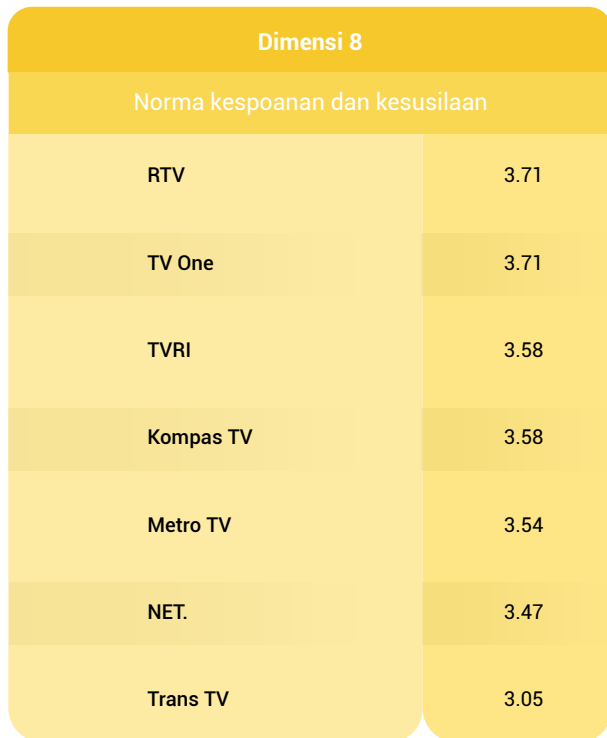 Dimensi 8
Norma kespoanan dan kesusilaan
RTV 3.71
TV One 3.71
TVRI 3.58
Kompas TV 3.58
Metro TV 3.54
NET. 3.47
Trans TV 3.05